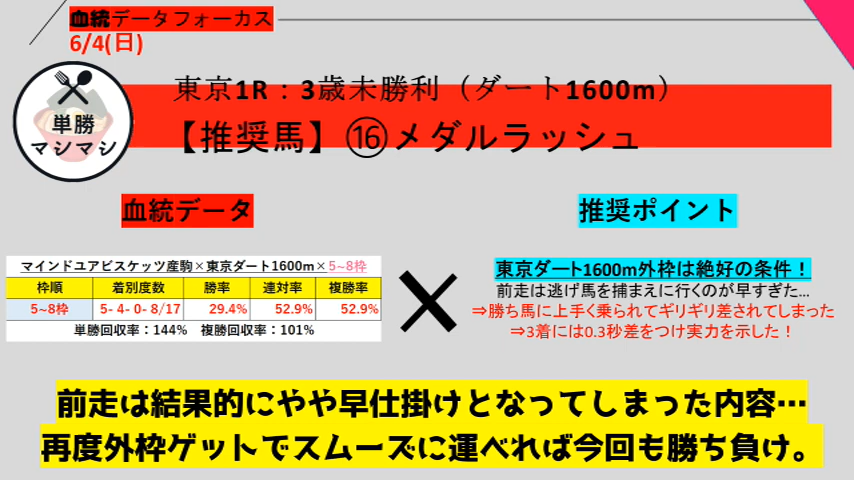 血統データフォーカス
6/4(日)
単勝
マシマシ
東京1R：3歳未勝利（ダート1600m）
【推奨馬】⑯メダルラッシュ
血統データ
推奨ポイント
マインドユアビスケッツ産駒×東京ダート1600m×5~8枠
枠順 着別度数 勝率 連対率 複勝率
5~8枠 5- 4- 0- 8/17 29.4% 52.9% 52.9%
単勝回収率：144% 複勝回収率：101%
東京ダート1600m外枠は絶好の条件！
前走は逃げ馬を捕まえに行くのが早すぎた…
⇒勝ち馬に上手く乗られてギリギリ差されてしまった
⇒3着には0.3秒差をつけ実力を示した！
前走は結果的にやや早仕掛けとなってしまった内容…
再度外枠ゲットでスムーズに運べれば今回も勝ち負け。